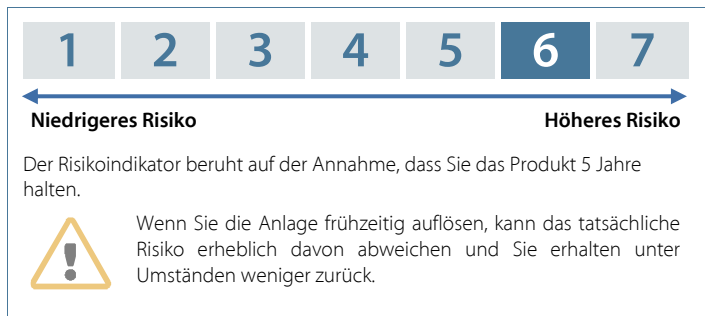 1 2 3 4 5 6 7
Niedrigeres Risiko Höheres Risiko
Der Risikoindikator beruht auf der Annahme, dass Sie das Produkt 5 Jahre
halten.
Wenn Sie die Anlage frühzeitig auflösen, kann das tatsächliche
Risiko erheblich davon abweichen und Sie erhalten unter
Umständen weniger zurück.